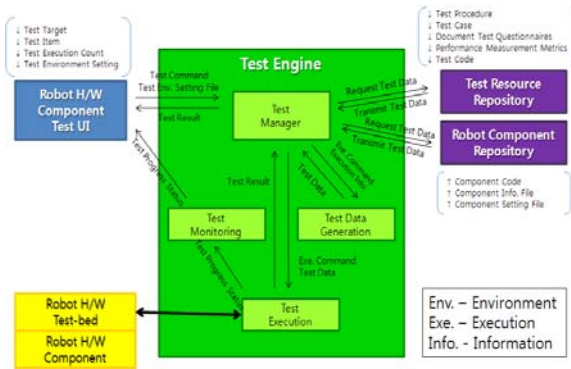 ↓ Test Target
↓ Test Item
↓ Test Execution Count
↓ Test Environment Setting
Robot H/W
Component
Test UI
Test Command
Test Env. Setting File
Test Result
Test Engine
Test
Manager
Request Test Data
Transmit Test Data
Request Test Data
Transmit Test Data
↓ Test Procedure
↓ Test Case
↓ Document Test Questionnaires
↓ Performance Measurement Metrics
↓ Test Code
Test Resource
Repository
Robot Component
Repository
↑ Component Code
↑ Component Info. File
↑ Component Setting File
Test Progress Status
Test Result
Exe. Command
Execution Info.
Test Data
Test
Monitoring
Test Data
Generation
Exe. Command
Test Data
Test Progress Status
Test
Execution
Robot H/W
Test-bed
Robot H/W
Component
Env. – Environment
Exe. – Execution
Info. - Information